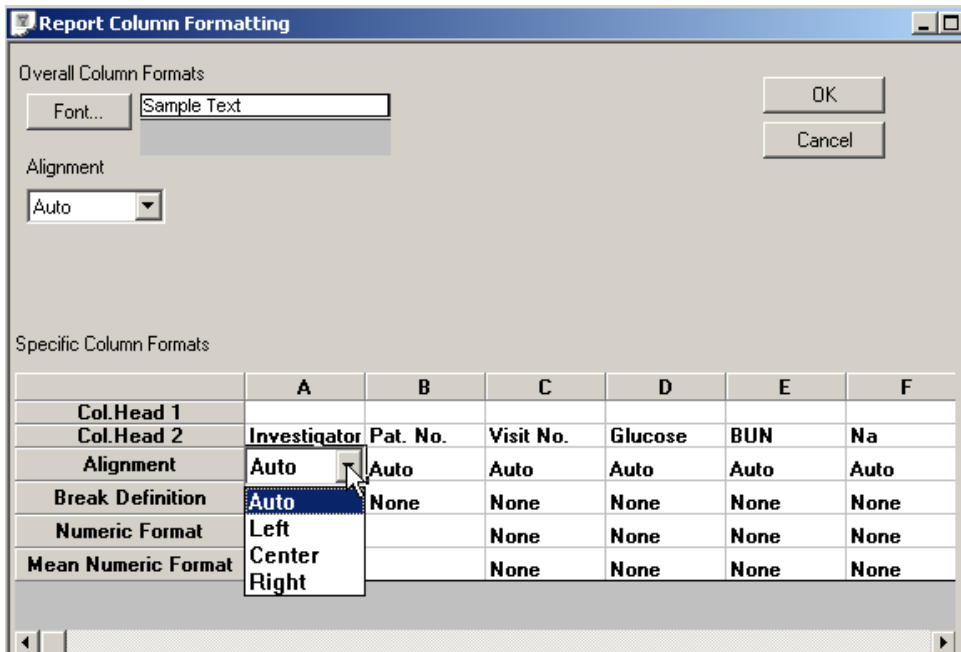 Report Column Formatting
Overall Column Formats
Font...
Sample Text
OK
Cancel
Alignment
Auto
Specific Column Formats
A B C D E F
Col.Head 1
Col.Head 2 Investigator Pat. No. Visit No. Glucose BUN Na
Alignment Auto Auto Auto Auto Auto Auto
Break Definition Auto None None None None None
Left
Numeric Format None None None None
Center
Mean Numeric Format None None None None
Right